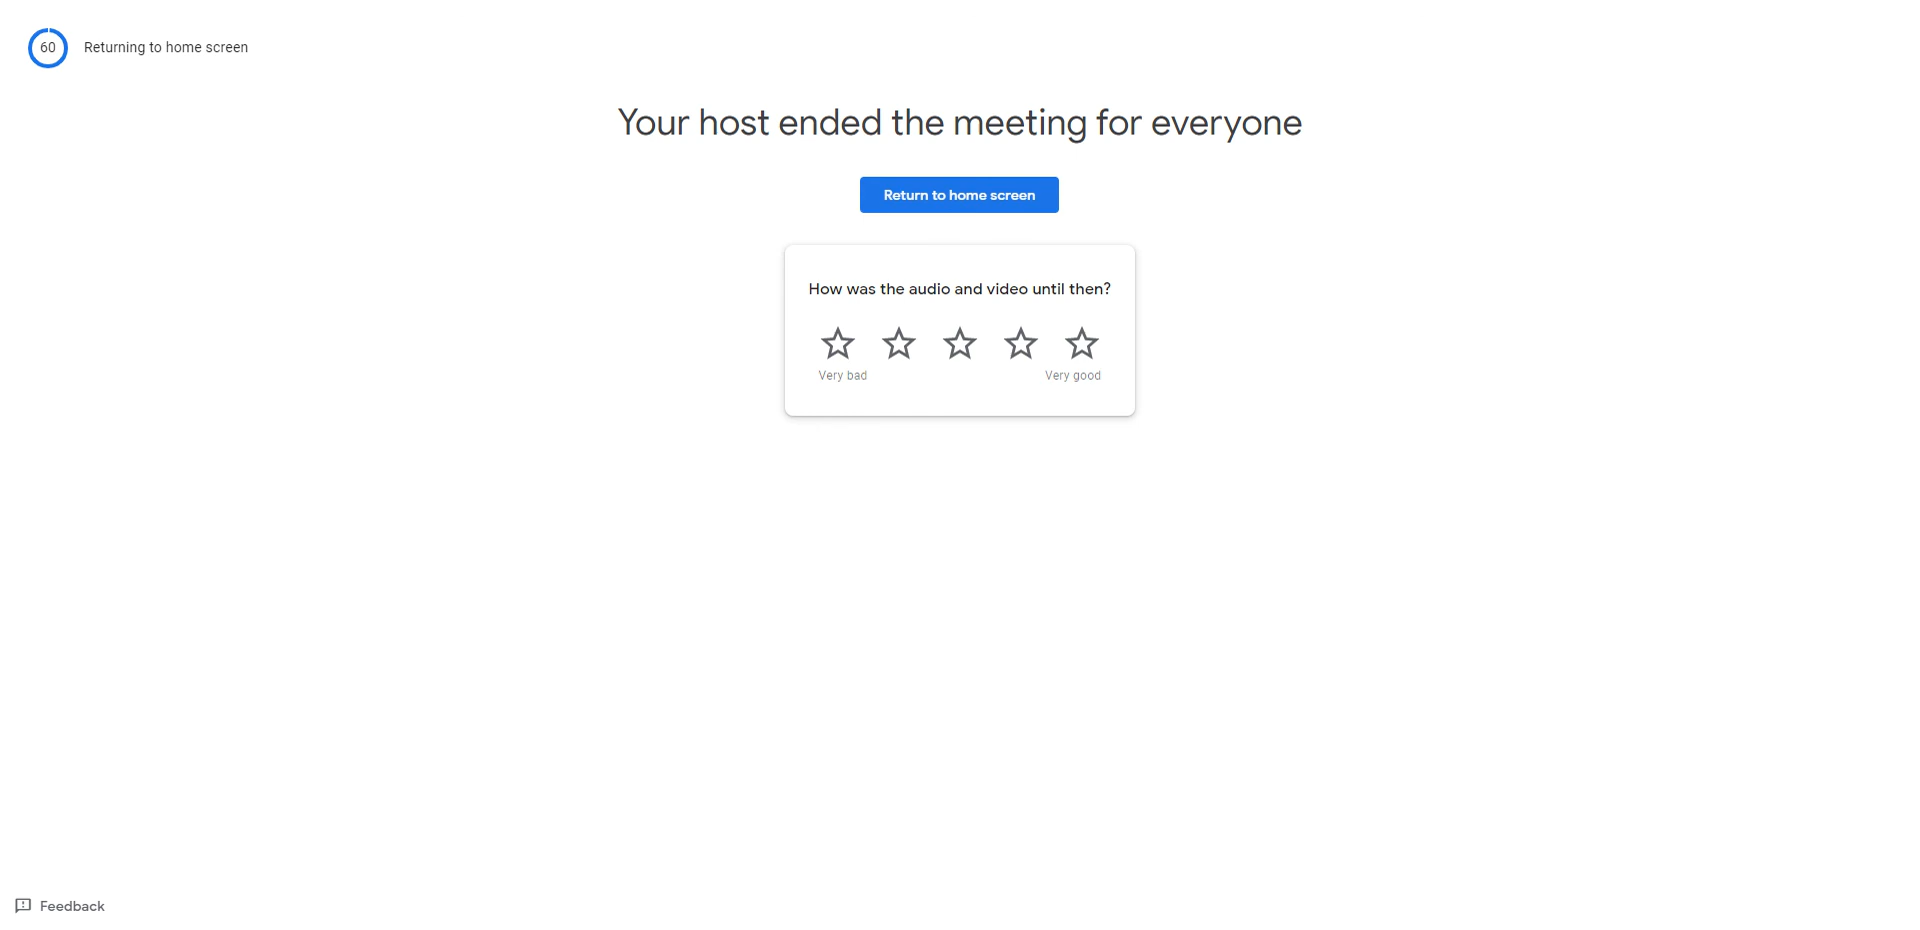 60
Returning to home screen
Your host ended the meeting for everyone
Return to home screen
How was the audio and video until then?
Very bad
Very good
Feedback